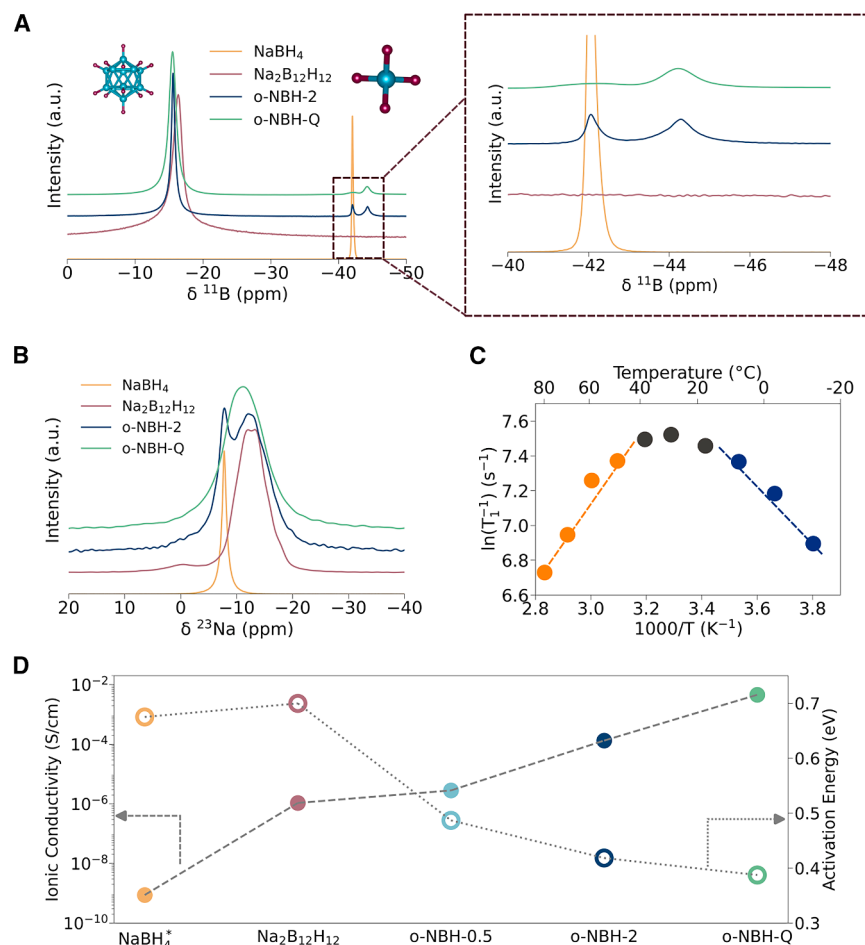 A
NaBH₄
Na₂B₁₂H₁₂
o-NBH-2
o-NBH-Q
Intensity (a.u.)
0 −10 −20 −30 −40 −50
δ ¹¹B (ppm)
Intensity (a.u.)
−40 −42 −44 −46 −48
δ ¹¹B (ppm)
B
NaBH₄
Na₂B₁₂H₁₂
o-NBH-2
o-NBH-Q
Intensity (a.u.)
20 10 0 −10 −20 −30 −40
δ ²³Na (ppm)
C
Temperature (°C)
80 60 40 20 0 -20
ln(T₁⁻¹) (s⁻¹)
7.6
7.4
7.2
7.0
6.8
6.6
2.8 3.0 3.2 3.4 3.6 3.8
1000/T (K⁻¹)
D
Ionic Conductivity (S/cm)
10⁻²
10⁻⁴
10⁻⁶
10⁻⁸
10⁻¹⁰
0.7
0.6
0.5
0.4
0.3
Activation Energy (eV)
NaBH₄* Na₂B₁₂H₁₂ o-NBH-0.5 o-NBH-2 o-NBH-Q